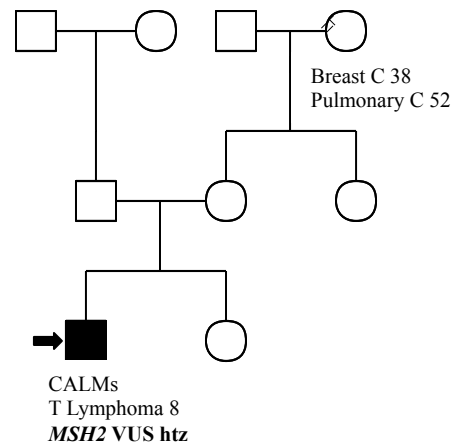 Breast C 38
Pulmonary C 52
CALMs
T Lymphoma 8
MSH2 VUS htz